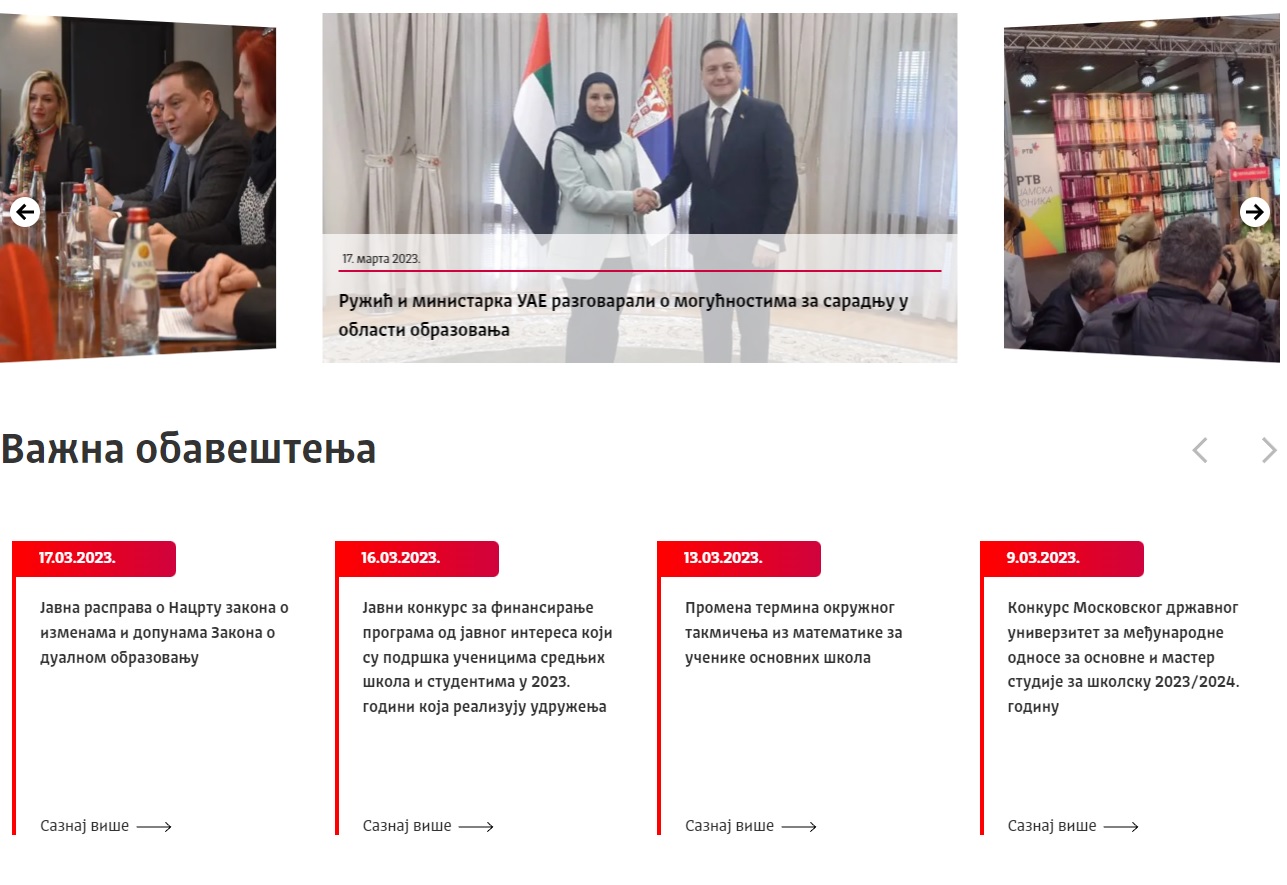 РТВ
РТВ
17. марта 2023.
Ружић и министарка УАЕ разговарали о могућностима за сарадњу у
области образовања
Важна обавештења
17.03.2023.
Јавна расправа о Нацрту закона о
изменама и допунама Закона о
дуалном образовању
Сазнај више
16.03.2023.
Јавни конкурс за финансирање
програма од јавног интереса који
су подршка ученицима средњих
школа и студентима у 2023.
години која реализују удружења
Сазнај више
13.03.2023.
Промена термина окружног
такмичења из математике за
ученике основних школа
Сазнај више
9.03.2023.
Конкурс Московског државног
универзитет за међународне
односе за основне и мастер
студије за школску 2023/2024.
годину
Сазнај више